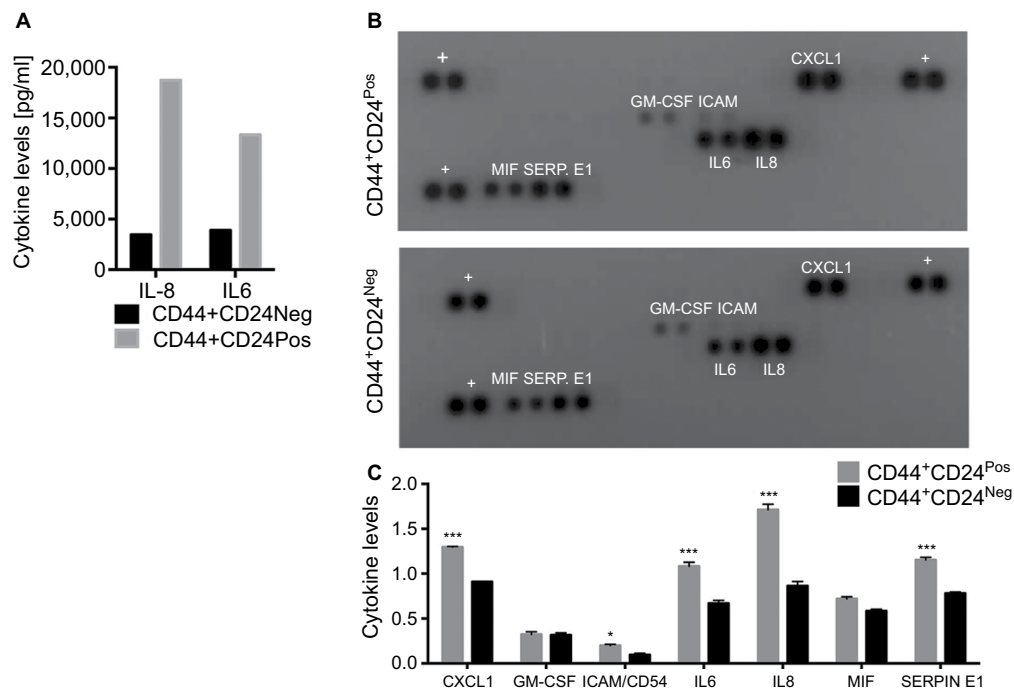 A
Cytokine levels [pg/ml]
20,000
15,000
10,000
5,000
0
IL-8 IL6
CD44+CD24Neg
CD44+CD24Pos
B
CD44⁺CD24ᴾᵒˢ
+ CXCL1 +
GM-CSF ICAM
IL6 IL8
+ MIF SERP. E1
CD44⁺CD24ᴺᵉᵍ
+ CXCL1 +
GM-CSF ICAM
IL6 IL8
+ MIF SERP. E1
C
CD44⁺CD24ᴾᵒˢ
CD44⁺CD24ᴺᵉᵍ
Cytokine levels
2.0
1.5
1.0
0.5
0.0
*** * *** *** ***
CXCL1 GM-CSF ICAM/CD54 IL6 IL8 MIF SERPIN E1